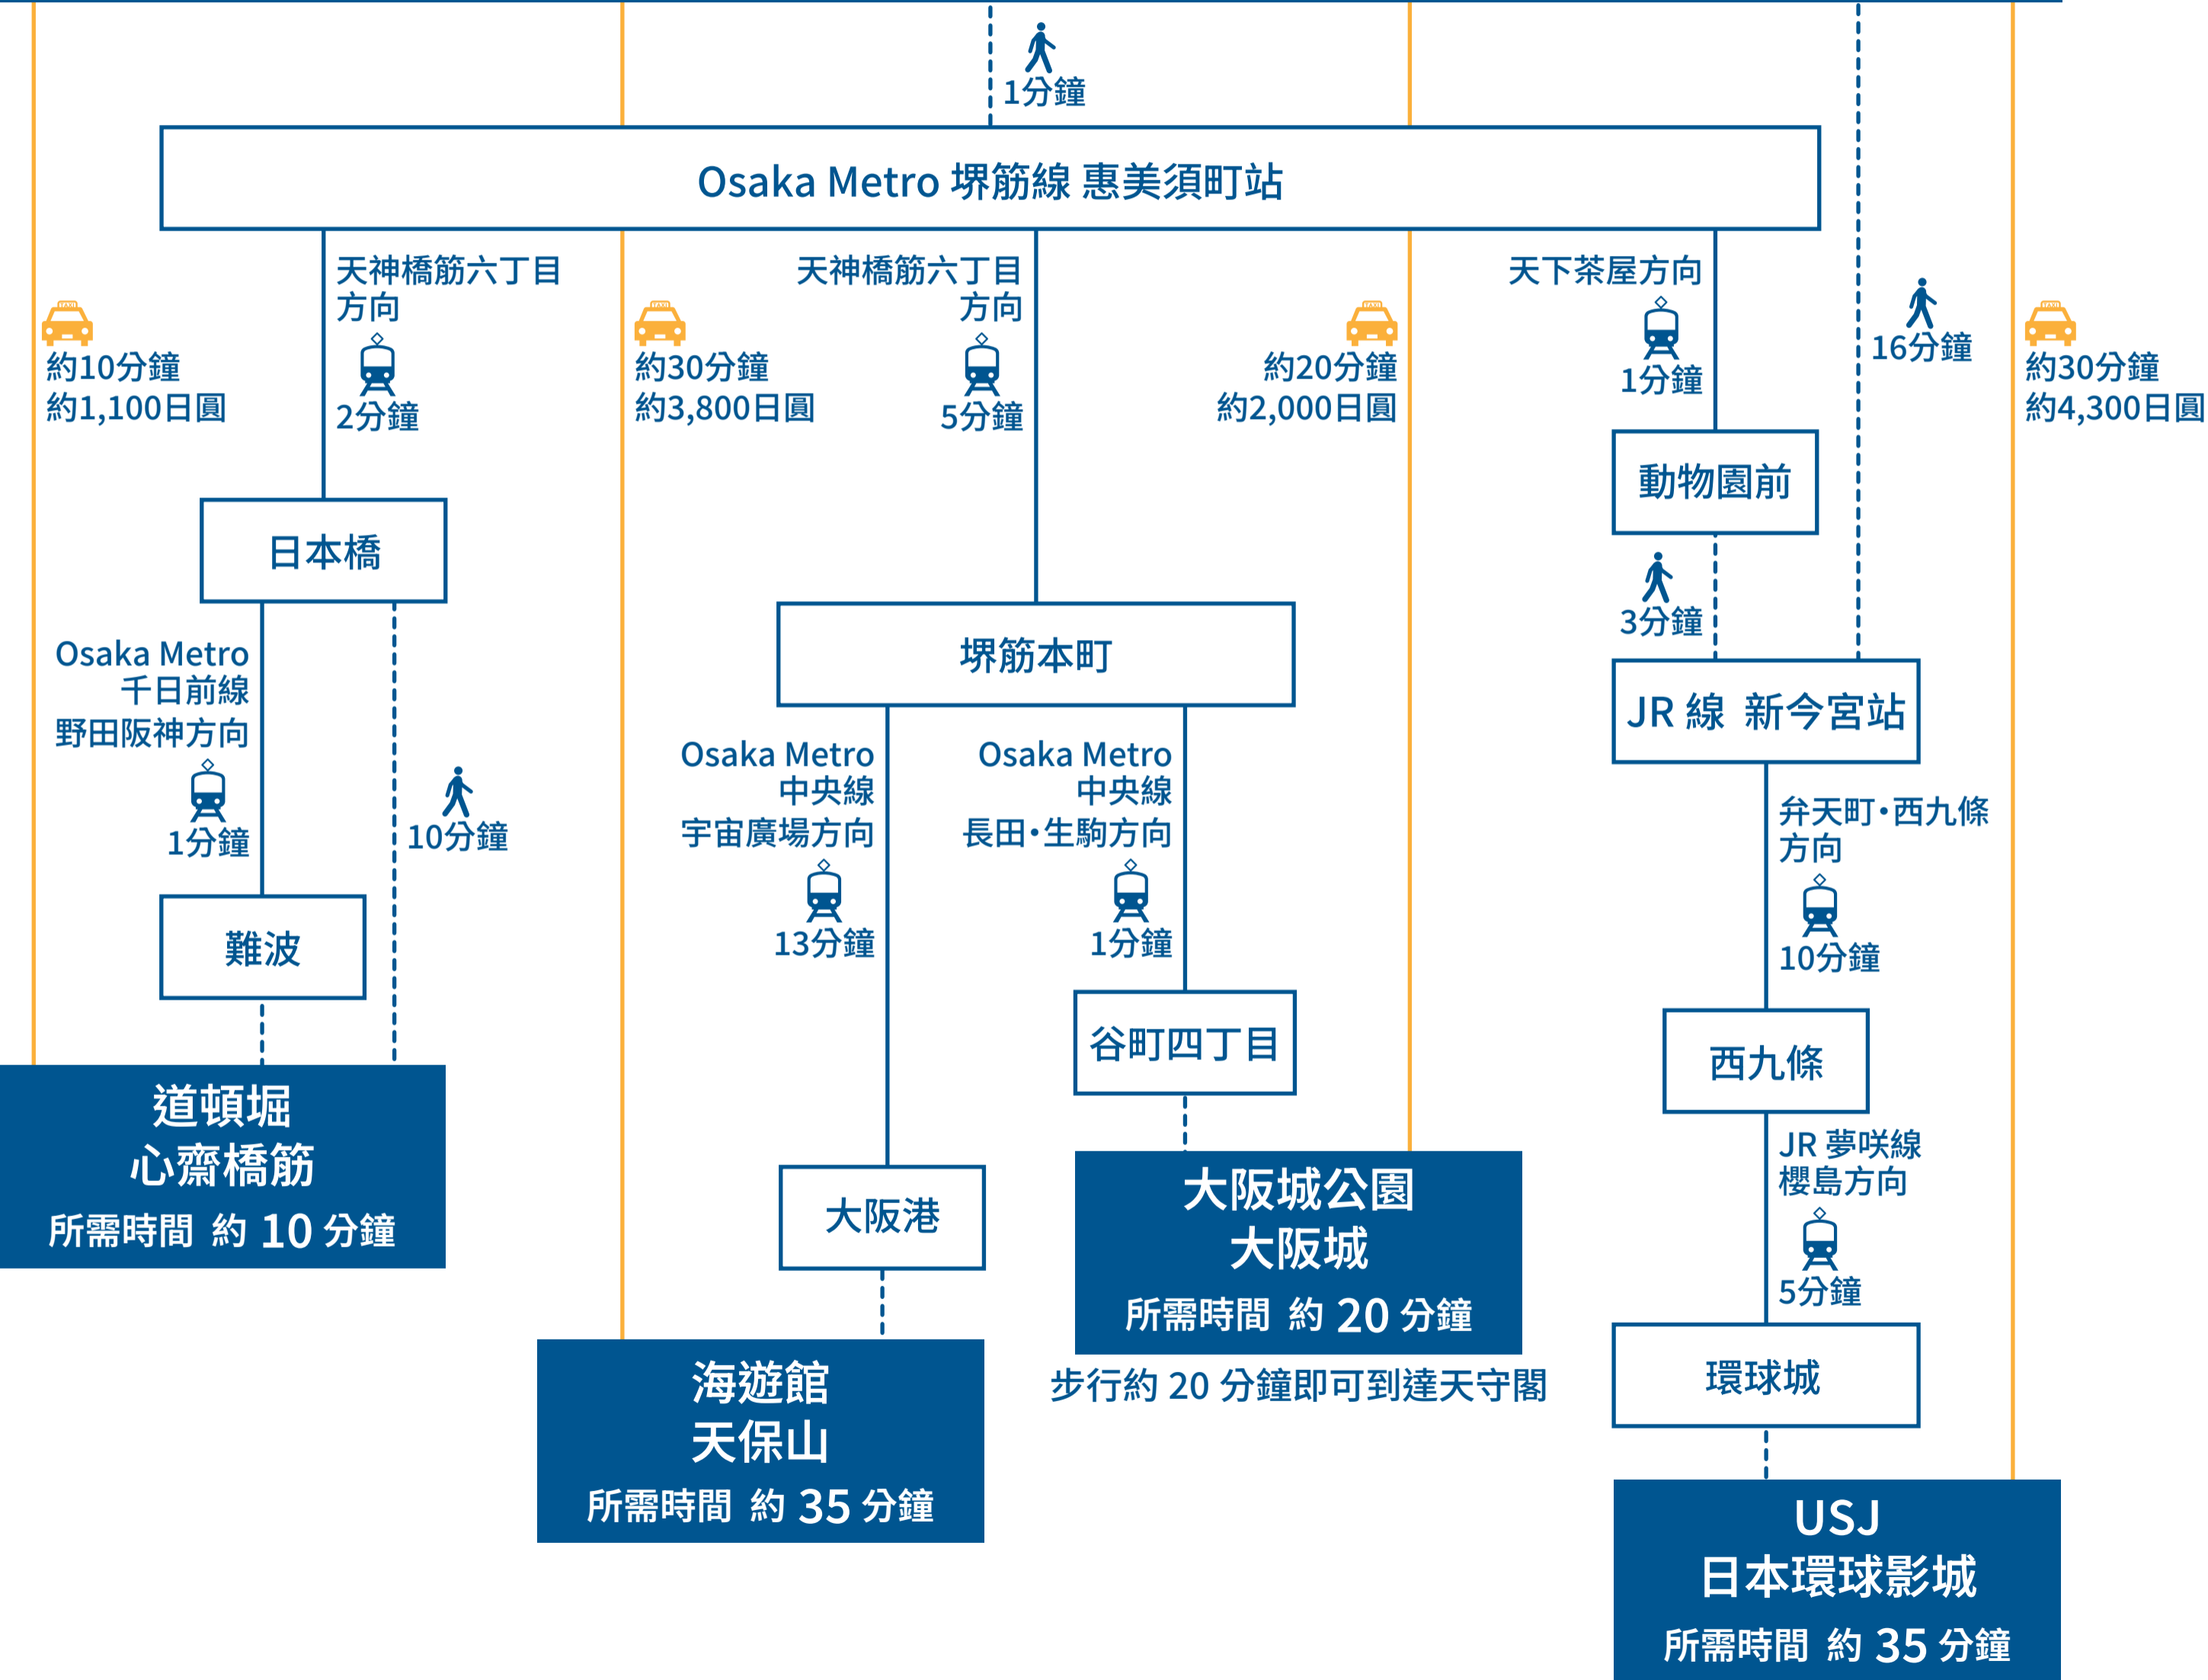 1分鐘
Osaka Metro 堺筋線 惠美須町站
TAXI
約10分鐘
約1,100日圓
天神橋筋六丁目
方向
2分鐘
TAXI
約30分鐘
約3,800日圓
天神橋筋六丁目
方向
5分鐘
TAXI
約20分鐘
約2,000日圓
天下茶屋方向
1分鐘
16分鐘
TAXI
約30分鐘
約4,300日圓
動物園前
日本橋
3分鐘
Osaka Metro
千日前線
野田阪神方向
1分鐘
10分鐘
堺筋本町
JR 線 新今宮站
Osaka Metro
中央線
宇宙廣場方向
13分鐘
Osaka Metro
中央線
長田・生駒方向
1分鐘
弁天町・西九條
方向
10分鐘
難波
谷町四丁目
西九條
道頓堀
心齋橋筋
所需時間 約 10 分鐘
JR 夢咲線
櫻島方向
5分鐘
大阪港
大阪城公園
大阪城
所需時間 約 20 分鐘
步行約 20 分鐘即可到達天守閣
環球城
海遊館
天保山
所需時間 約 35 分鐘
USJ
日本環球影城
所需時間 約 35 分鐘